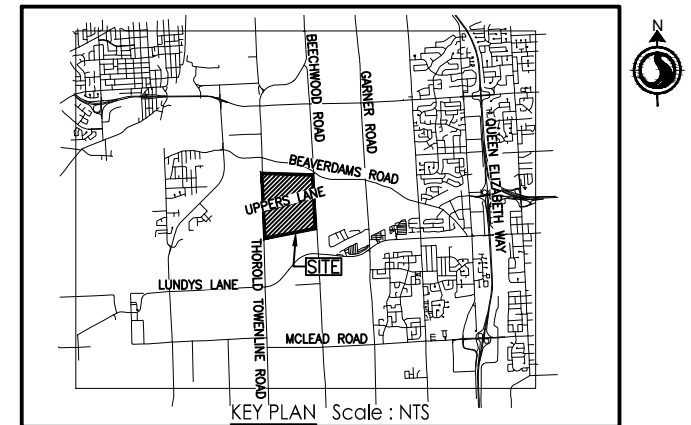 N
BEECHWOOD ROAD
GARNER ROAD
QUEEN ELIZABETH WAY
BEAVERDAMS ROAD
UPPERS LANE
SITE
THOROLD TOWENLINE ROAD
LUNDYS LANE
MCLEAD ROAD
KEY PLAN Scale : NTS